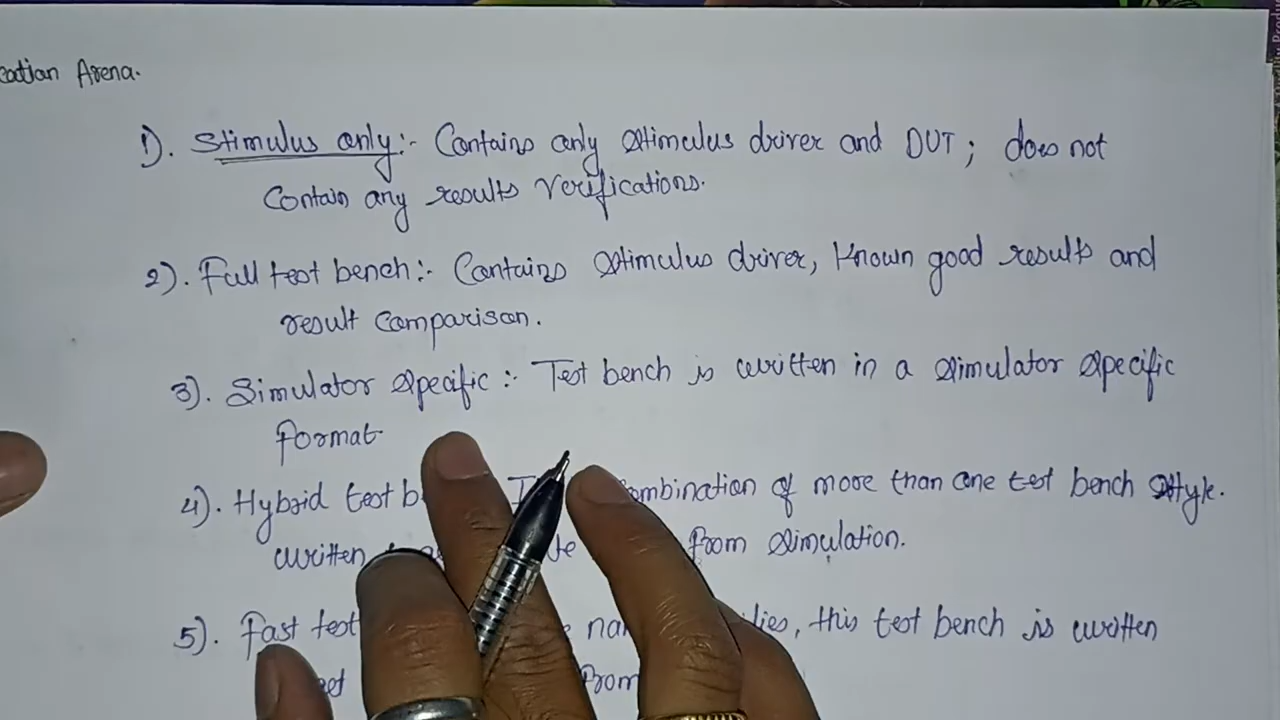 Arena.
1). Stimulus only:- Contains only Stimulus driver and DUT; does not
Contain any results verifications.
2). Full test bench:- Contains Stimulus driver, Known good results and
result comparison.
3). Simulator Specific:- Test bench is written in a Simulator Specific
Format
4). Hybrid test of more than one test bench Style.
written from simulation.
5). Fast test this test bench is written